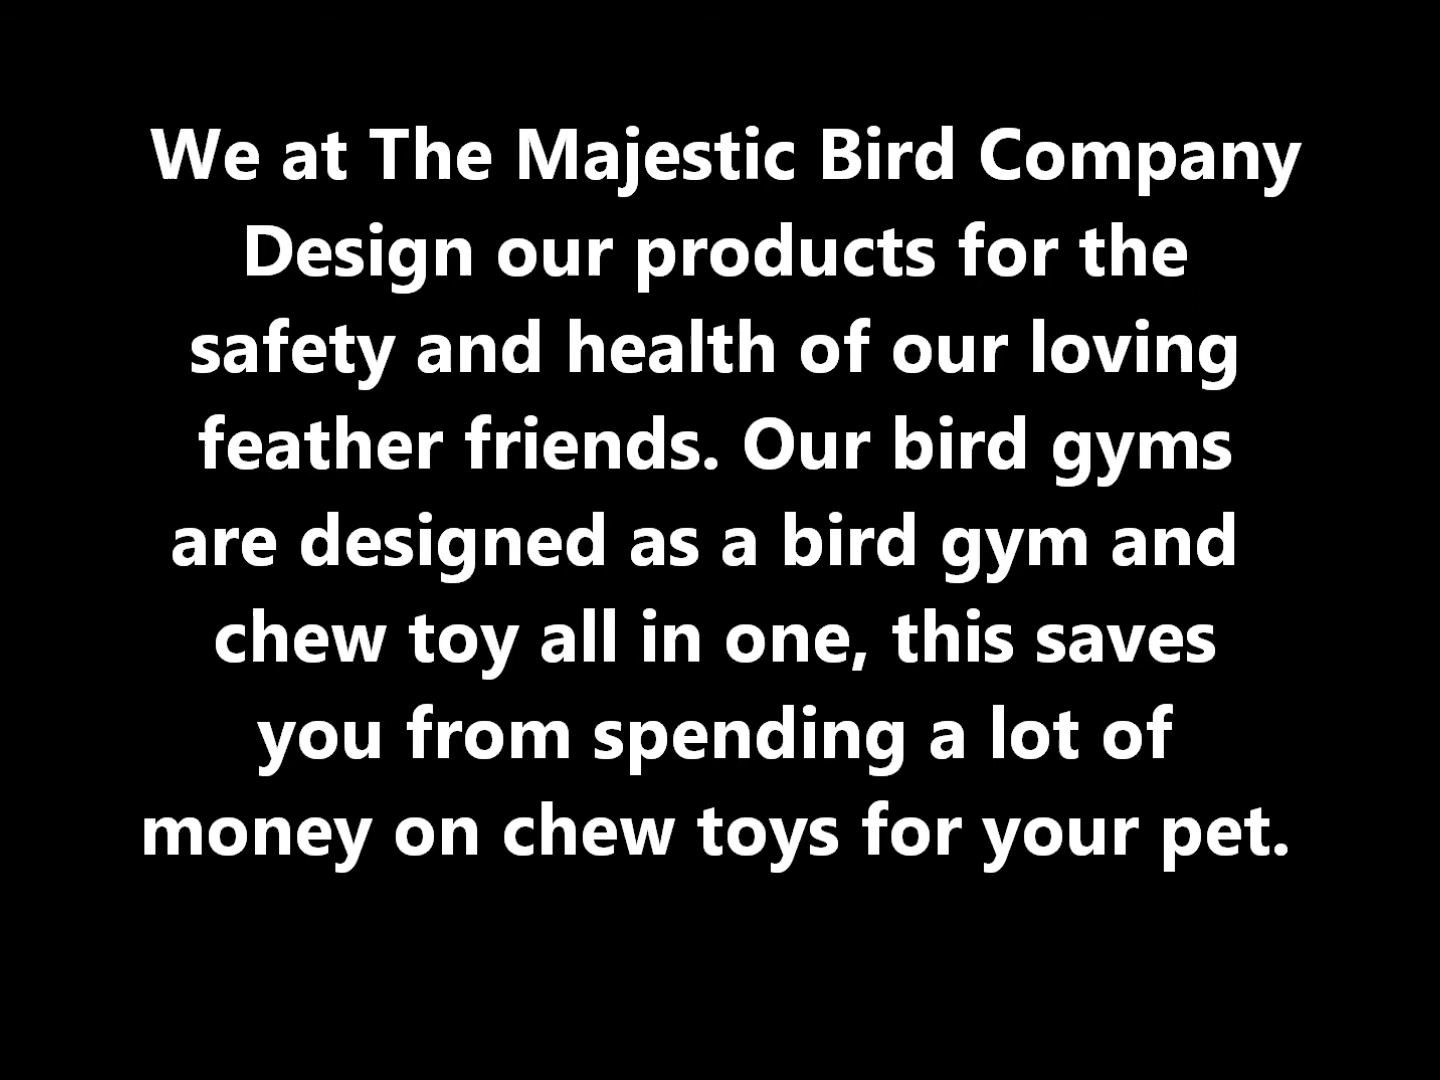 We at The Majestic Bird Company
Design our products for the
safety and health of our loving
feather friends. Our bird gyms
are designed as a bird gym and
chew toy all in one, this saves
you from spending a lot of
money on chew toys for your pet.